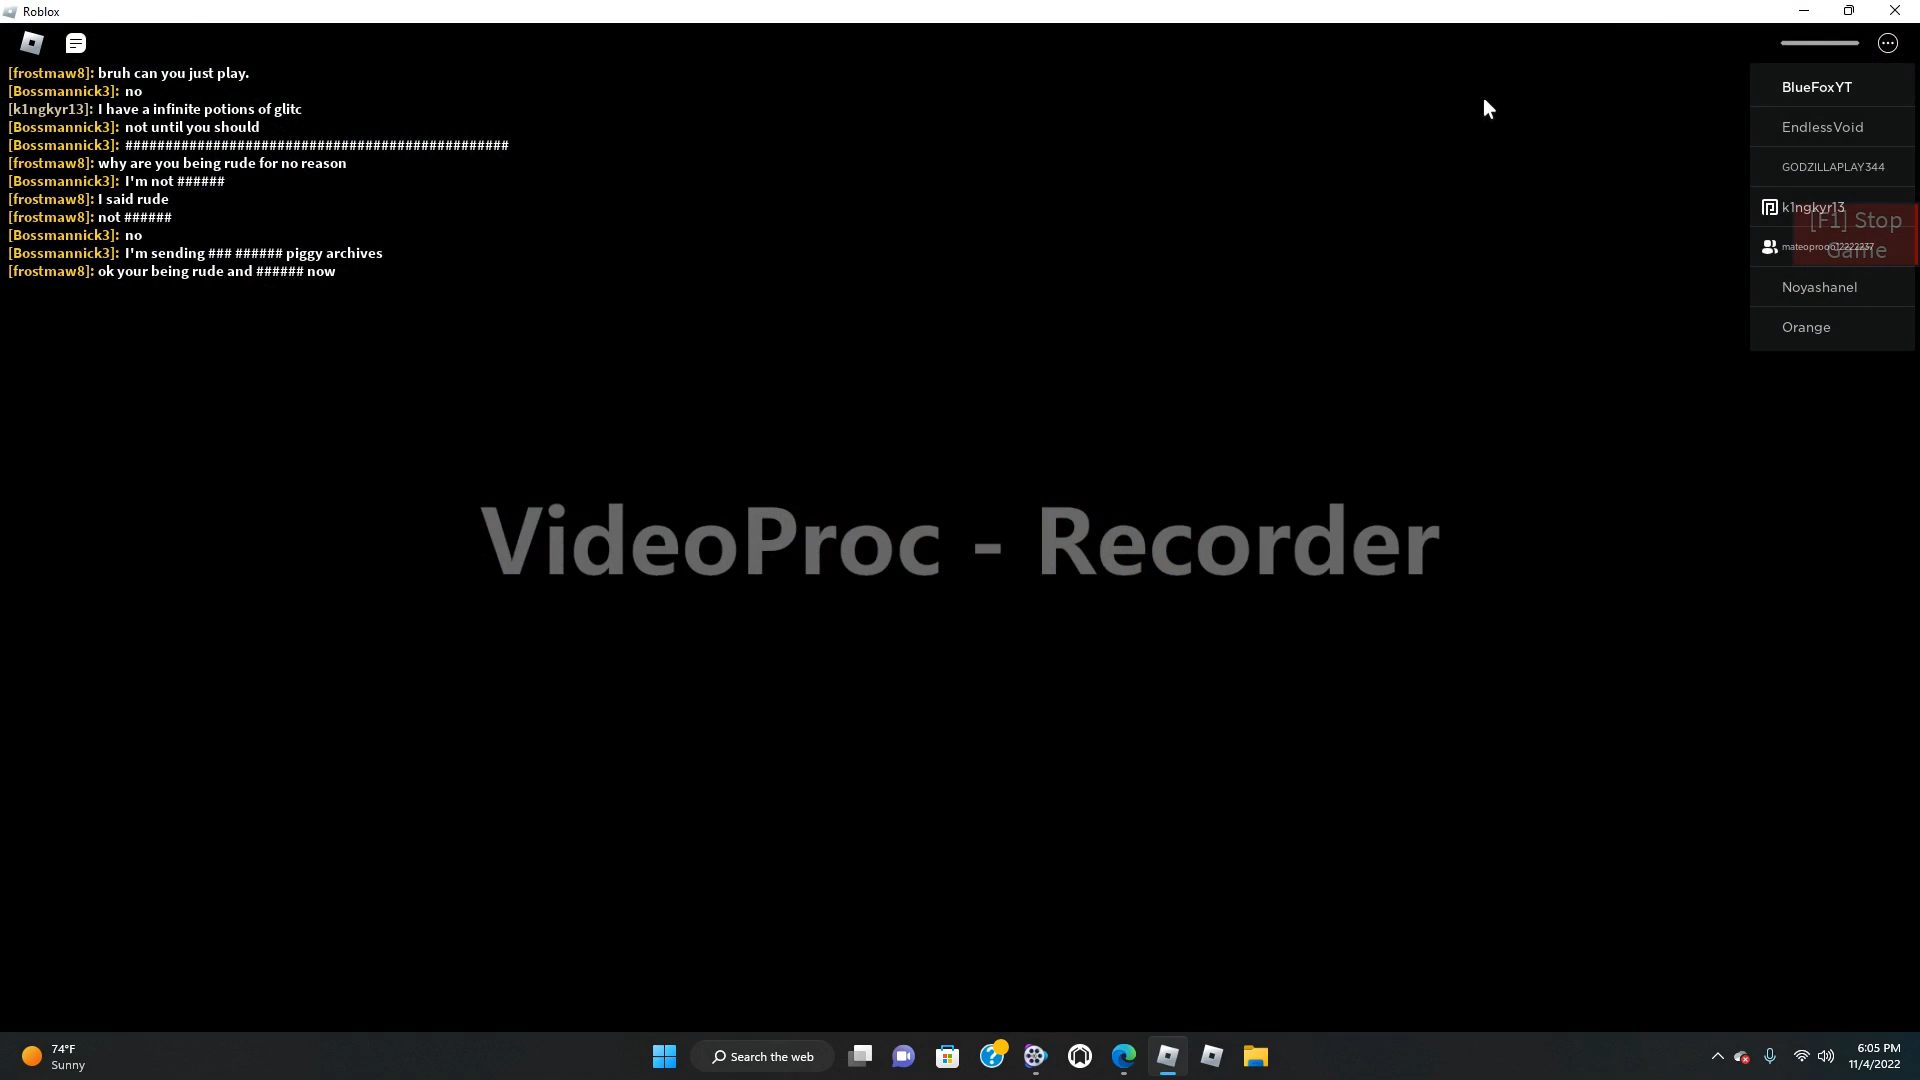 Roblox
[frostmaw8]: bruh can you just play.
[Bossmannick3]: no
[k1ngkyr13]: I have a infinite potions of glitc
[Bossmannick3]: not until you should
[Bossmannick3]: ################################################
[frostmaw8]: why are you being rude for no reason
[Bossmannick3]: I'm not ######
[frostmaw8]: I said rude
[frostmaw8]: not ######
[Bossmannick3]: no
[Bossmannick3]: I'm sending ### ###### piggy archives
[frostmaw8]: ok your being rude and ###### now
BlueFoxYT
EndlessVoid
GODZILLAPLAY344
k1ngkyr13
[F1] Stop
Game
Noyashanel
Orange
VideoProc - Recorder
74°F
Sunny
Search the web
6:05 PM
11/4/2022